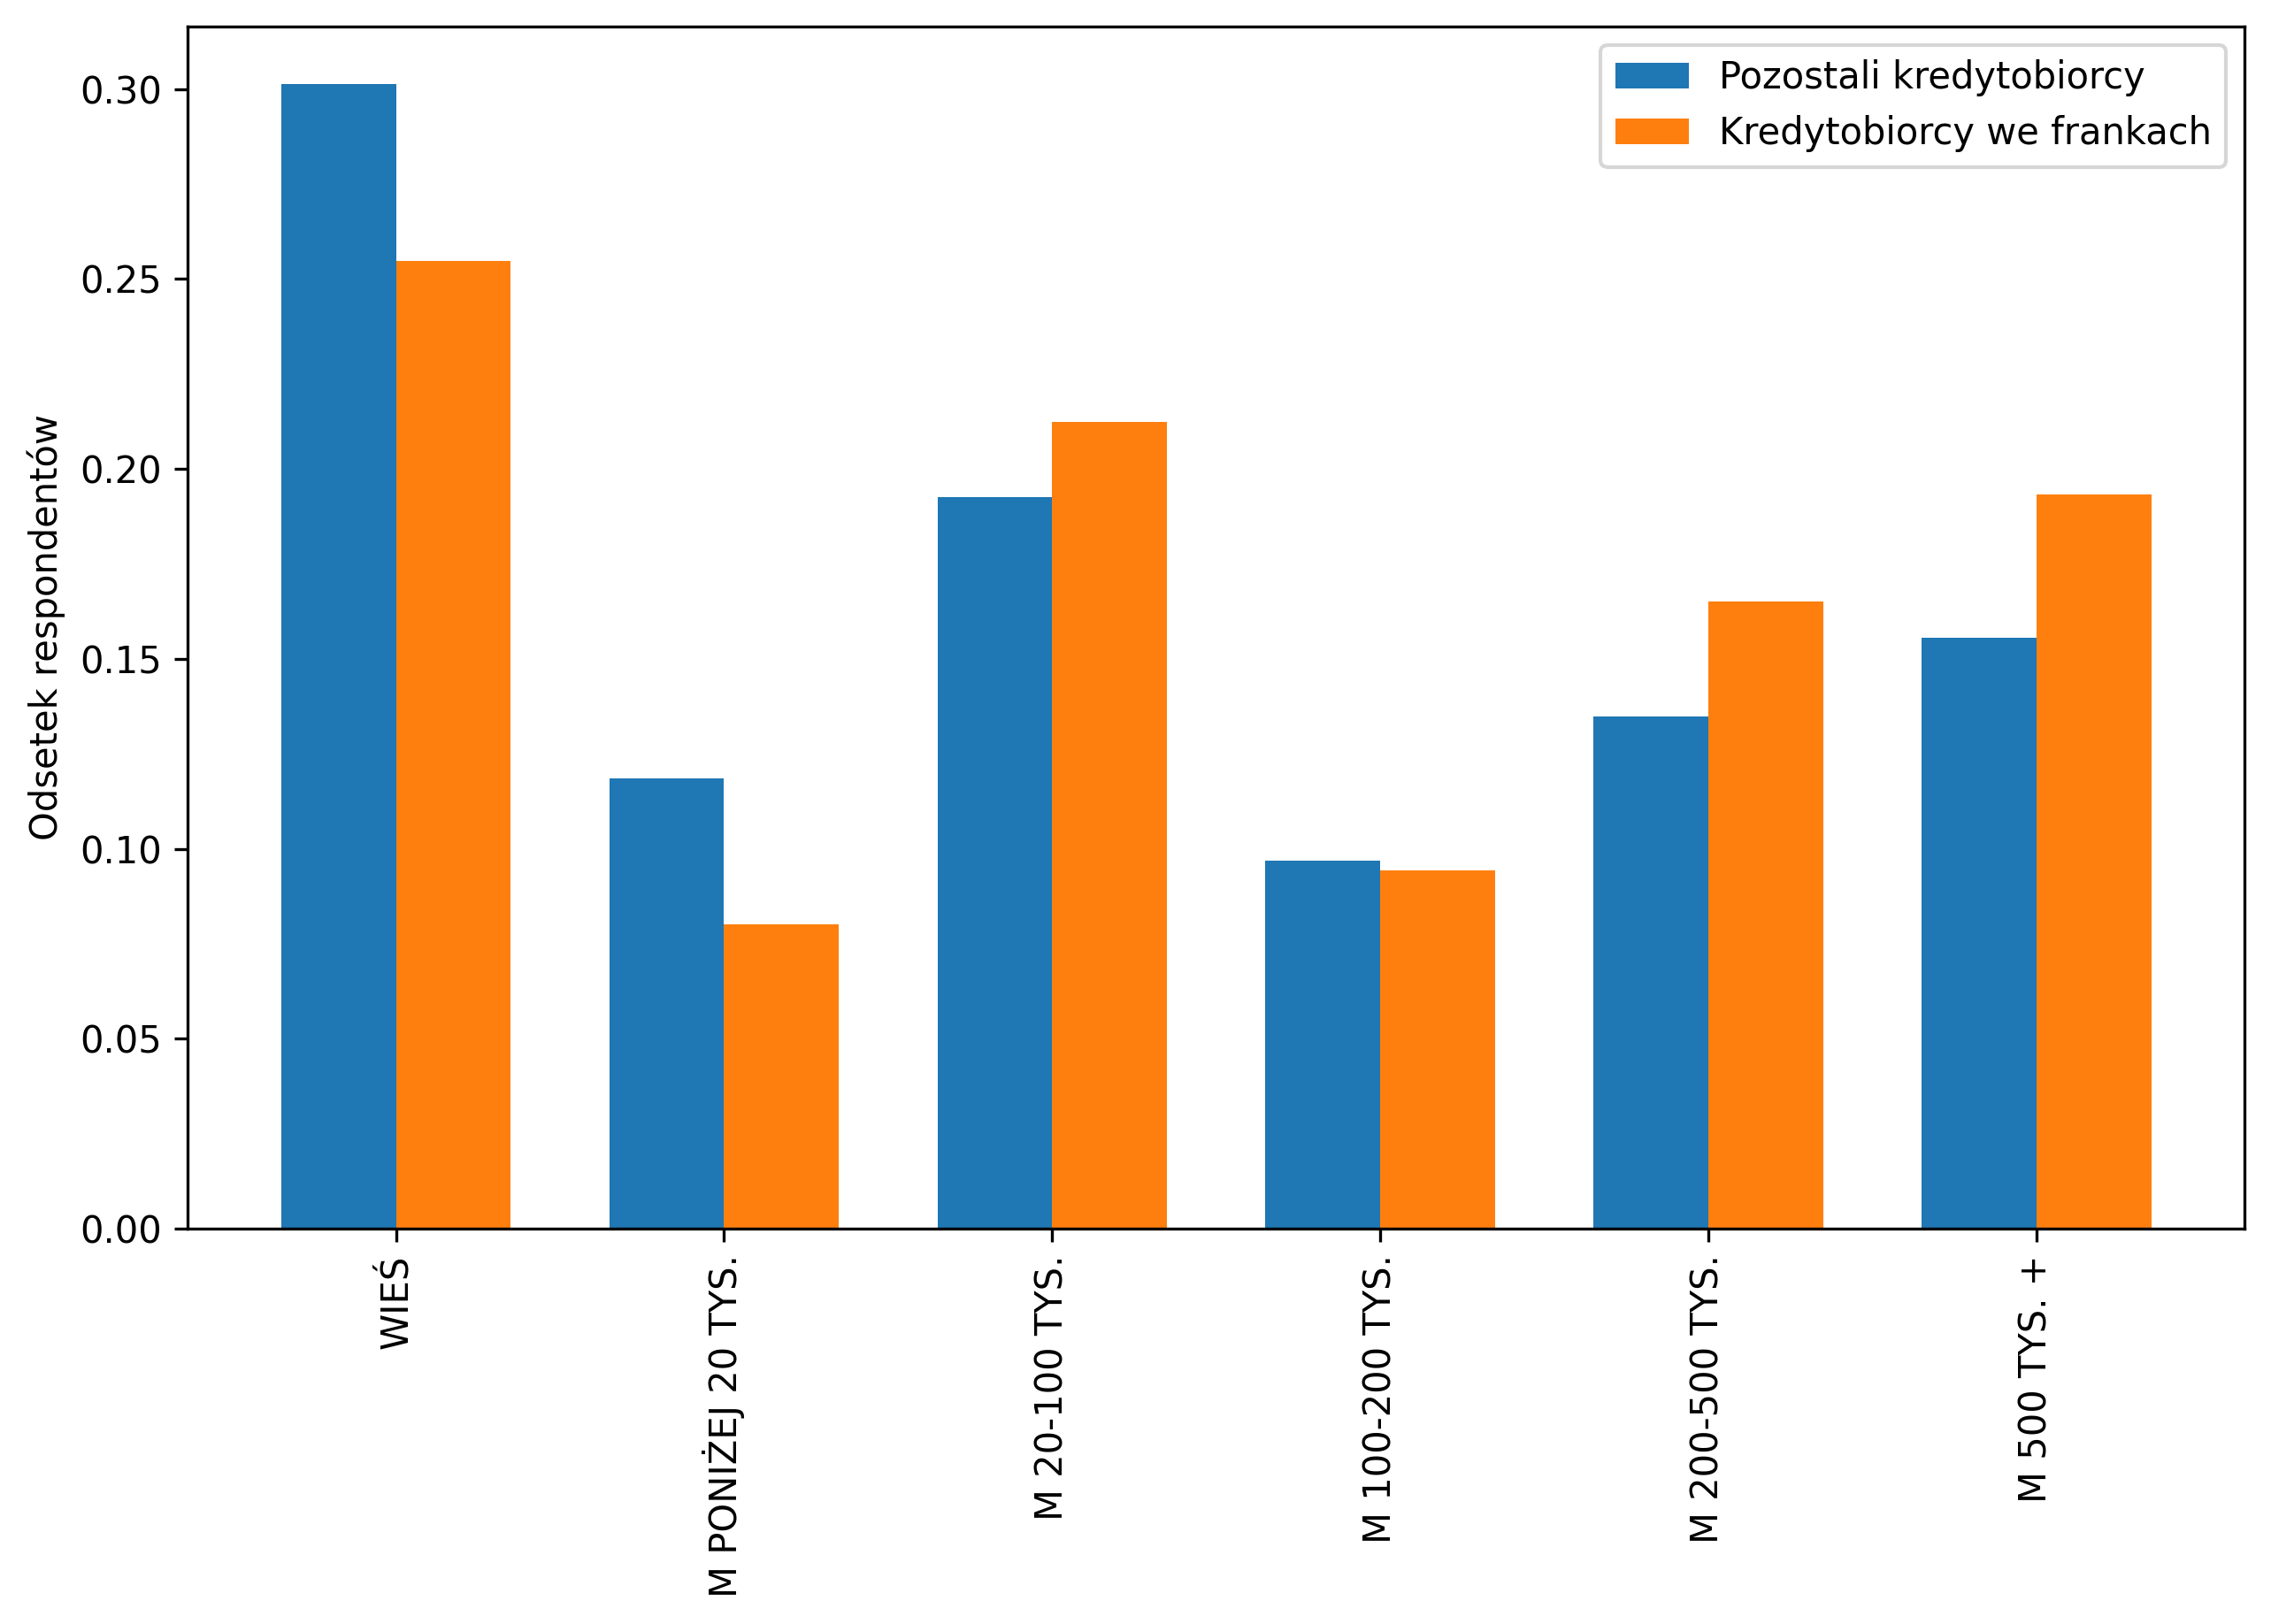 Pozostali kredytobiorcy
Kredytobiorcy we frankach
Odsetek respondentów
0.30
0.25
0.20
0.15
0.10
0.05
0.00
WIEŚ
M PONIŻEJ 20 TYS.
M 20-100 TYS.
M 100-200 TYS.
M 200-500 TYS.
M 500 TYS. +